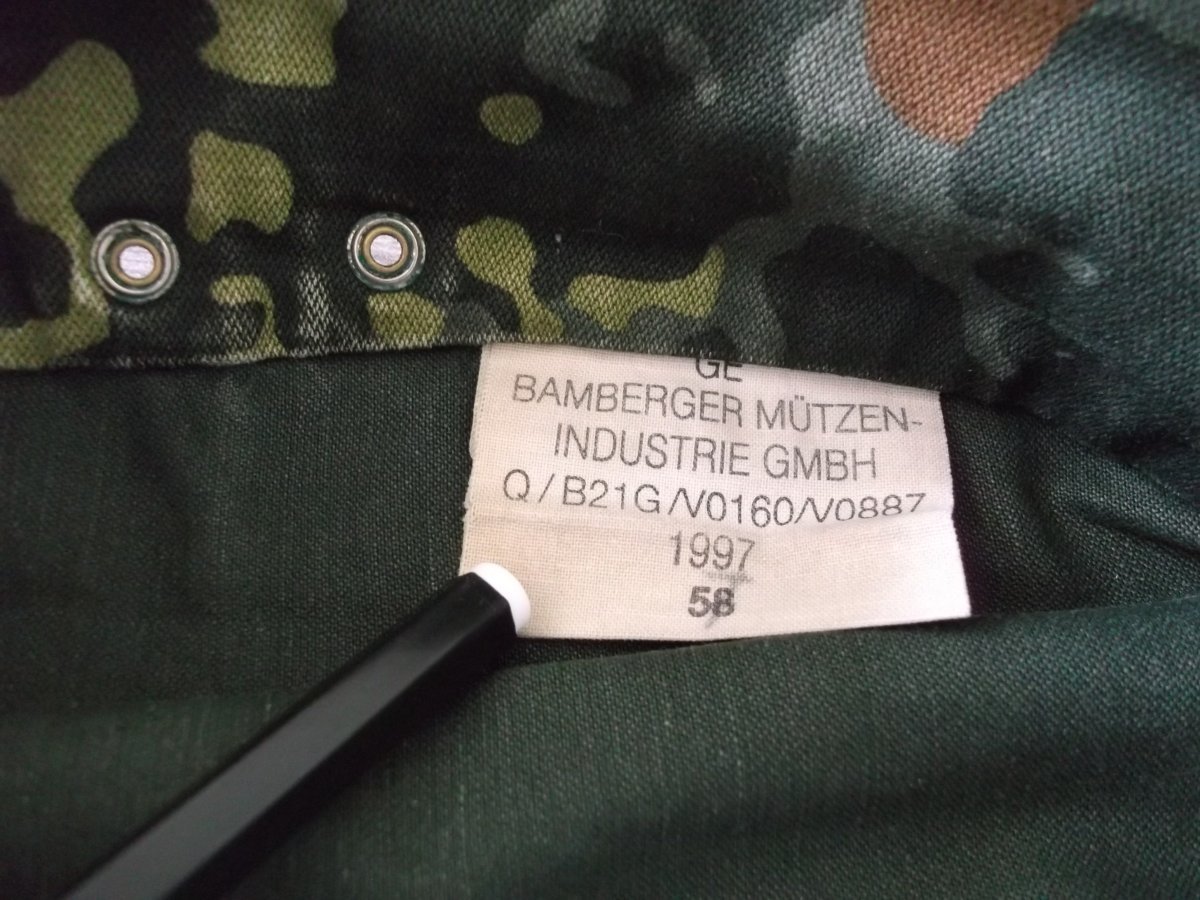 GE
BAMBERGER MÜTZEN-
INDUSTRIE GMBH
Q/B21G/V0160/V0887
1997
58